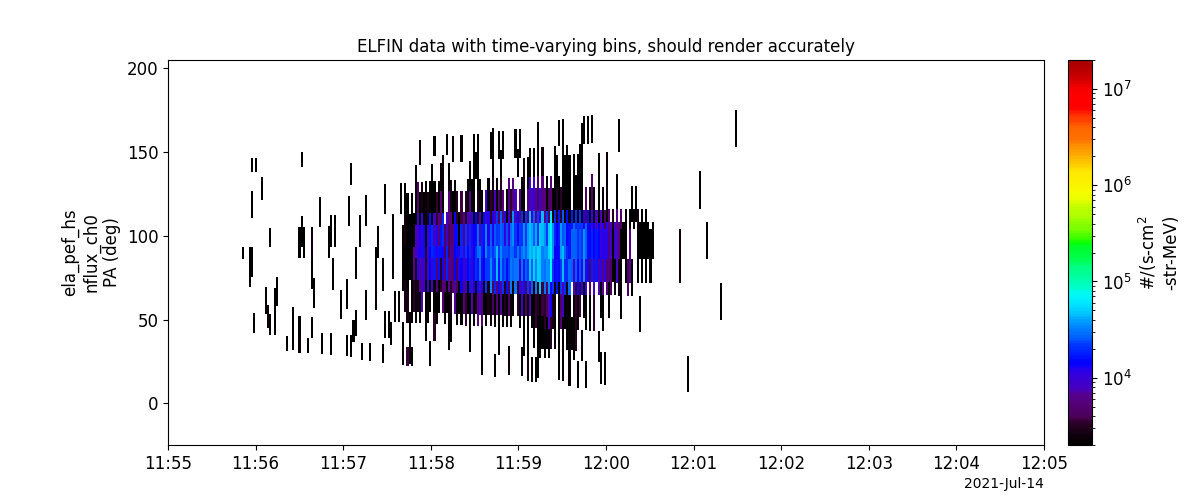 ELFIN data with time-varying bins, should render accurately
200
150
100
50
0
ela_pef_hs
nflux_ch0
PA (deg)
11:55
11:56
11:57
11:58
11:59
12:00
12:01
12:02
12:03
12:04
12:05
2021-Jul-14
10⁷
10⁶
10⁵
10⁴
#/(s-cm²
-str-MeV)